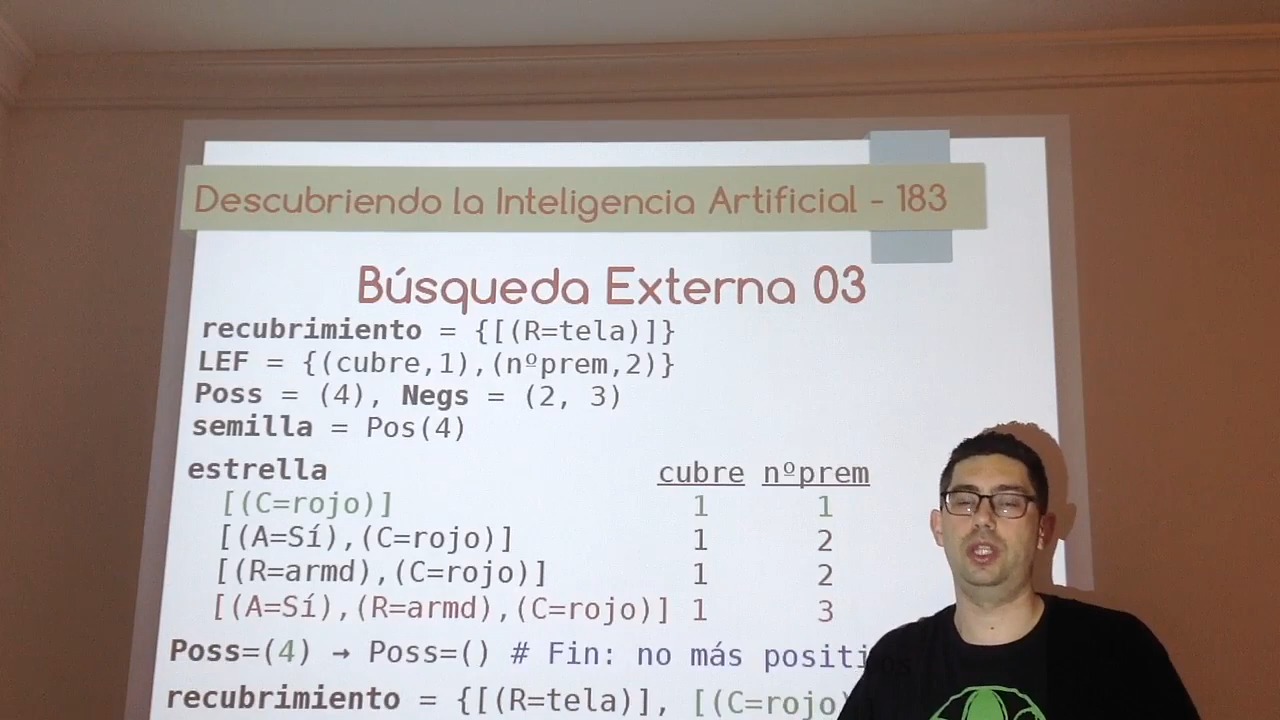 Descubriendo la Inteligencia Artificial - 183
Búsqueda Externa 03
recubrimiento = {[(R=tela)]}
LEF = {(cubre,1),(nºprem,2)}
Poss = (4), Negs = (2, 3)
semilla = Pos(4)
estrella cubre nºprem
[(C=rojo)] 1 1
[(A=Sí),(C=rojo)] 1 2
[(R=armd),(C=rojo)] 1 2
[(A=Sí),(R=armd),(C=rojo)] 1 3
Poss=(4) → Poss=() # Fin: no más positivos
recubrimiento = {[(R=tela)], [(C=rojo)